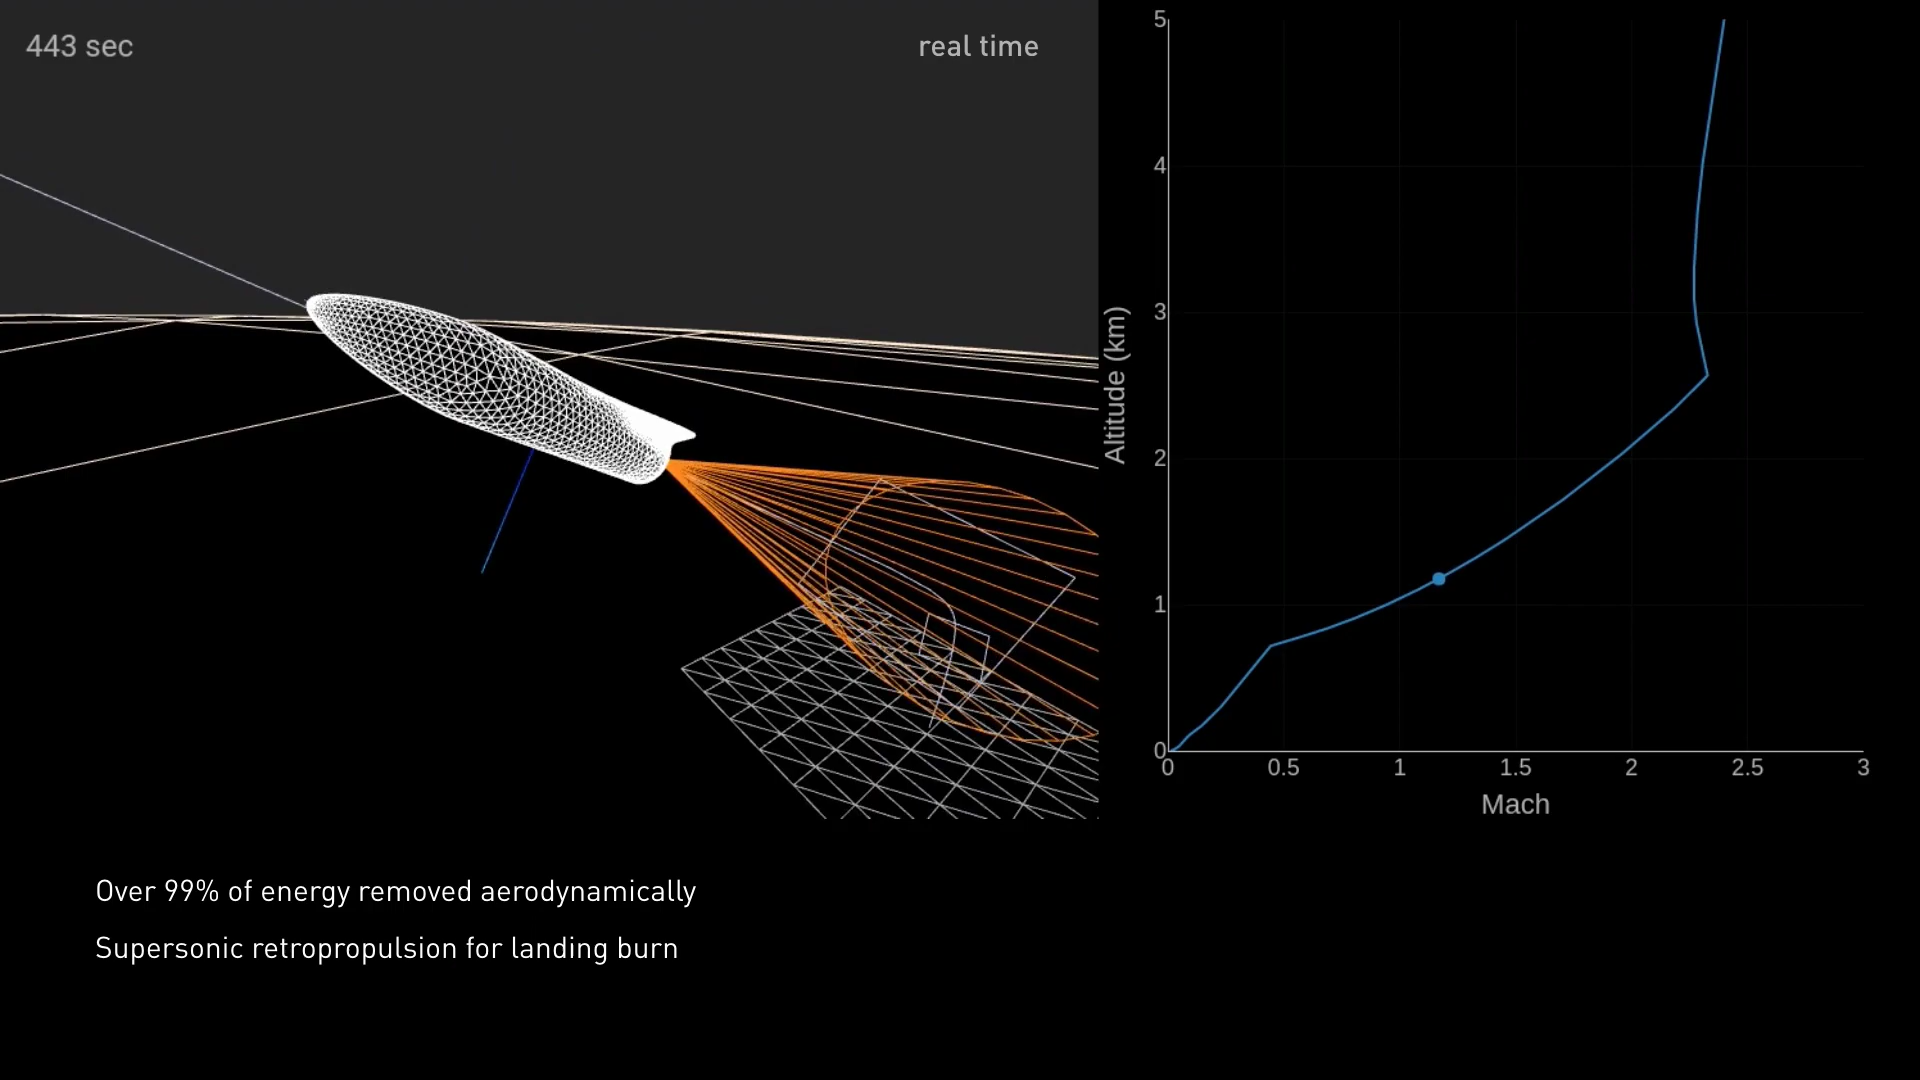 443 sec
real time
5
4
3
2
1
0
Altitude (km)
0 0.5 1 1.5 2 2.5 3
Mach
Over 99% of energy removed aerodynamically
Supersonic retropropulsion for landing burn